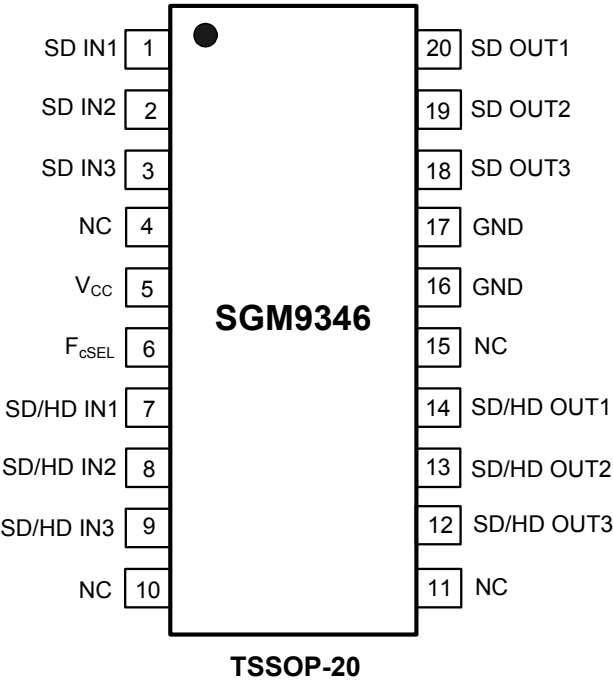 SD IN1 1 20 SD OUT1
SD IN2 2 19 SD OUT2
SD IN3 3 18 SD OUT3
NC 4 17 GND
VCC 5 16 GND
SGM9346
FcSEL 6 15 NC
SD/HD IN1 7 14 SD/HD OUT1
SD/HD IN2 8 13 SD/HD OUT2
SD/HD IN3 9 12 SD/HD OUT3
NC 10 11 NC
TSSOP-20